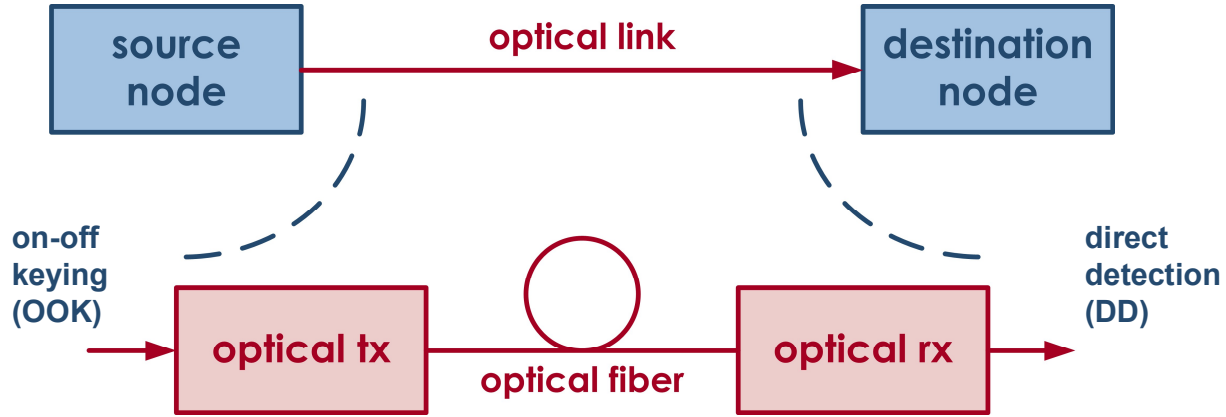 source
node
optical link
destination
node
on-off
keying
(OOK)
optical tx
optical fiber
optical rx
direct
detection
(DD)